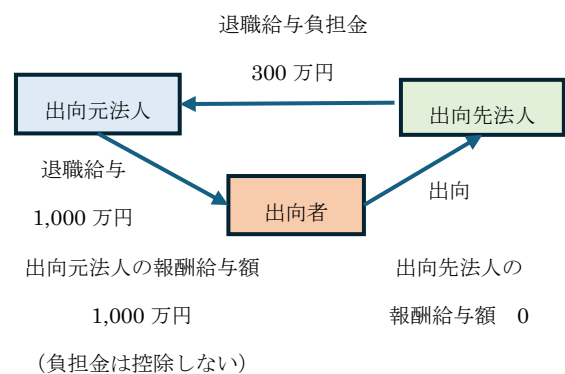 退職給与負担金
300 万円
出向元法人
出向先法人
退職給与
1,000 万円
出向者
出向
出向元法人の報酬給与額
1,000 万円
（負担金は控除しない）
出向先法人の
報酬給与額　0